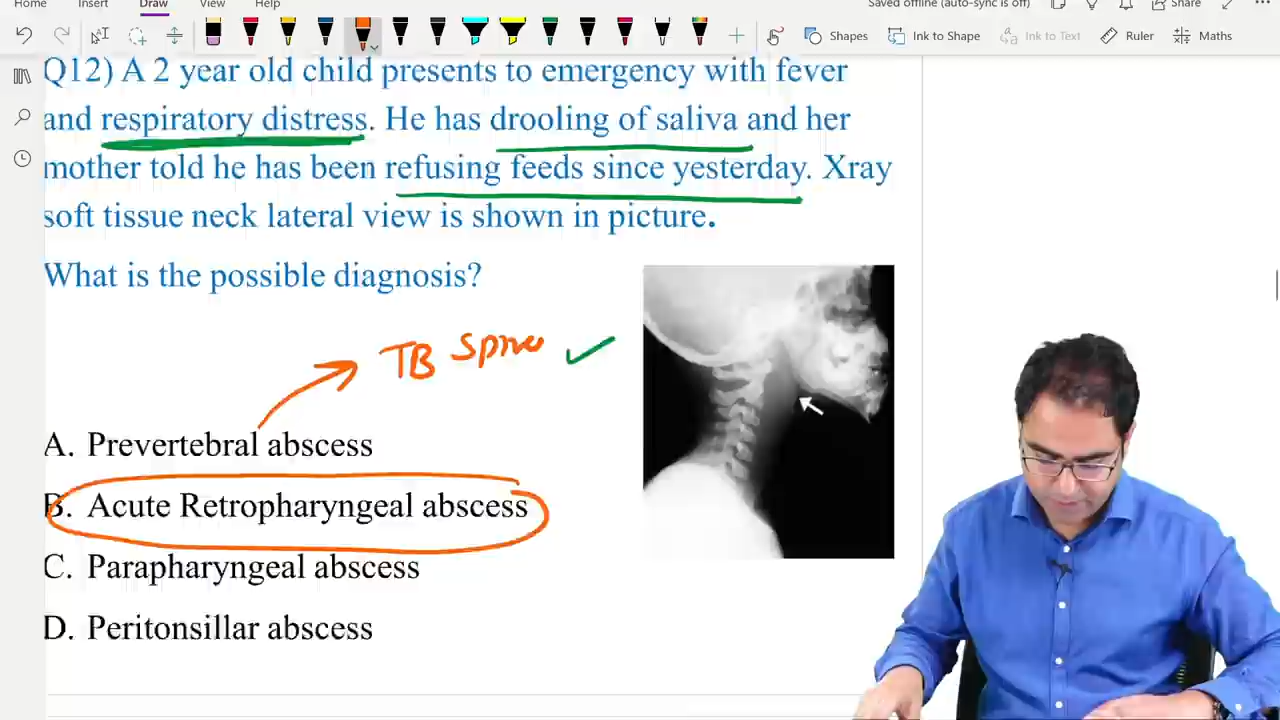 Home Insert Draw View Help Saved offline (auto-sync is off) Share
Shapes Ink to Shape Ink to Text Ruler Maths
Q12) A 2 year old child presents to emergency with fever
and respiratory distress. He has drooling of saliva and her
mother told he has been refusing feeds since yesterday. Xray
soft tissue neck lateral view is shown in picture.
What is the possible diagnosis?
TB Spine
A. Prevertebral abscess
B. Acute Retropharyngeal abscess
C. Parapharyngeal abscess
D. Peritonsillar abscess